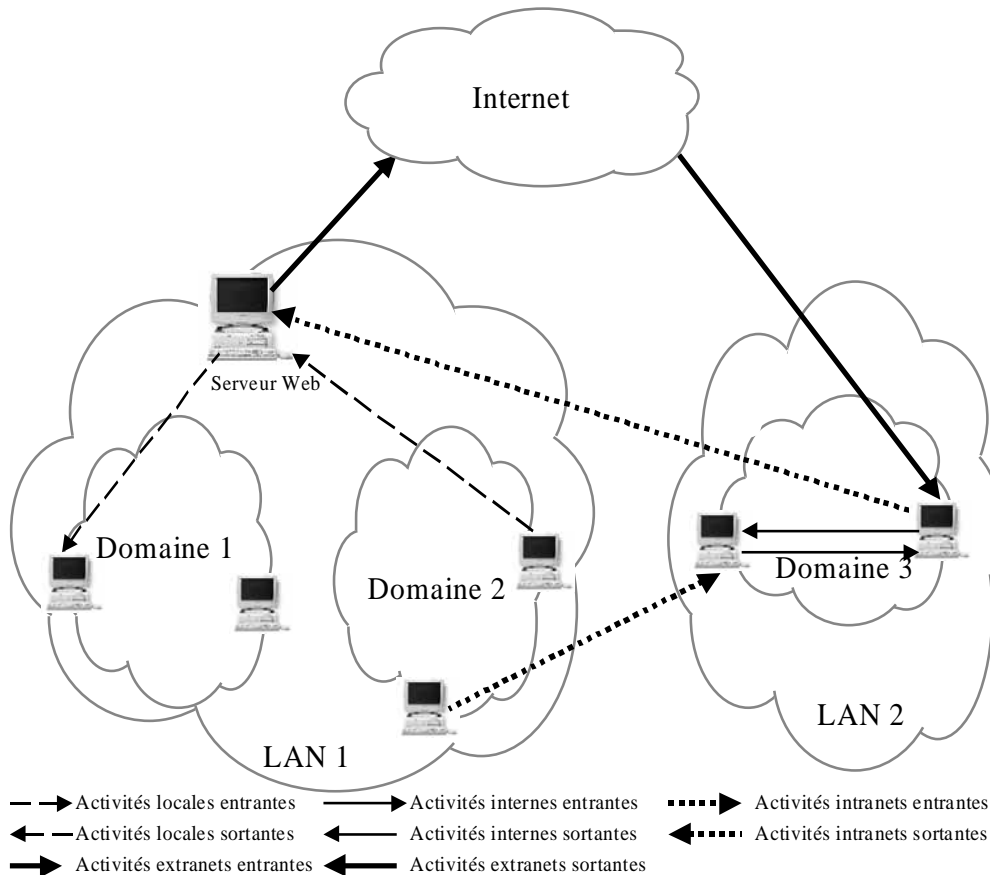 Internet
Serveur Web
Domaine 1
Domaine 2
Domaine 3
LAN 1
LAN 2
Activités locales entrantes
Activités internes entrantes
Activités intranets entrantes
Activités locales sortantes
Activités internes sortantes
Activités intranets sortantes
Activités extranets entrantes
Activités extranets sortantes